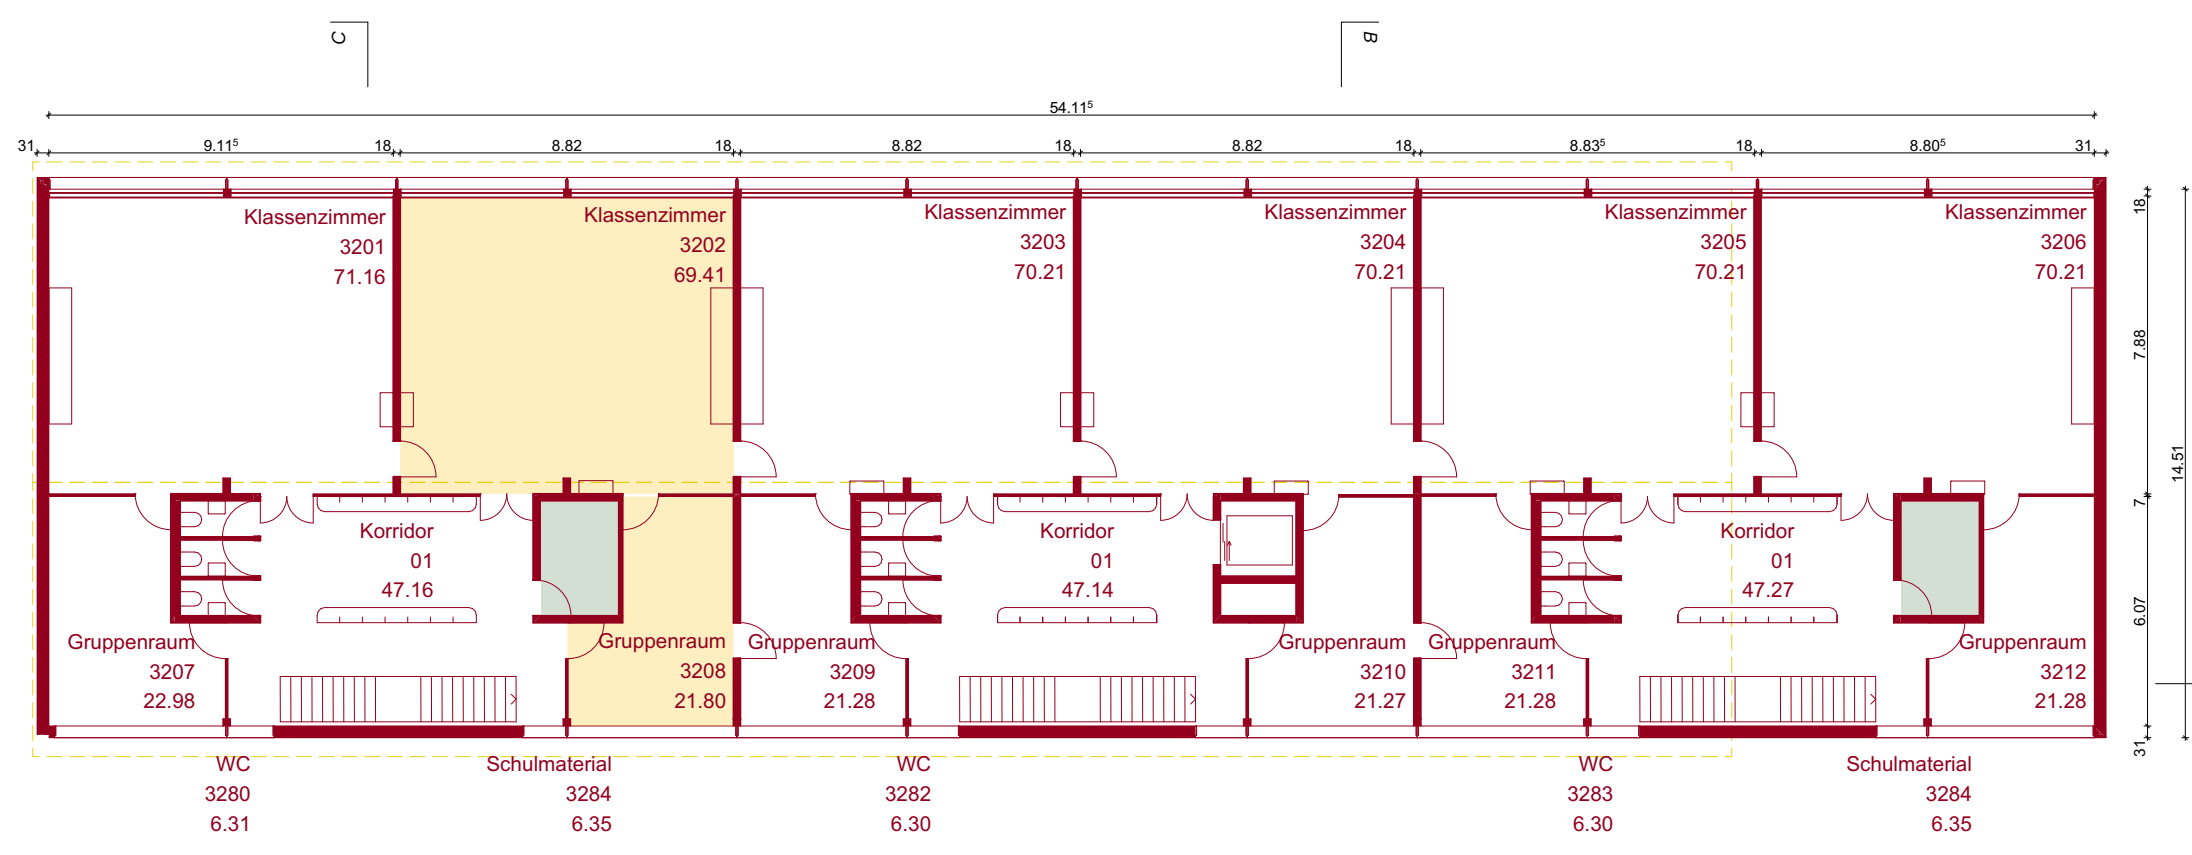 C
B
54.11⁵
31
9.11⁵
18
8.82
18
8.82
18
8.82
18
8.83⁵
18
8.80⁵
31
Klassenzimmer
3201
71.16
Klassenzimmer
3202
69.41
Klassenzimmer
3203
70.21
Klassenzimmer
3204
70.21
Klassenzimmer
3205
70.21
Klassenzimmer
3206
70.21
18
7.88
7
6.07
31
14.51
Korridor
01
47.16
Korridor
01
47.14
Korridor
01
47.27
Gruppenraum
3207
22.98
Gruppenraum
3208
21.80
Gruppenraum
3209
21.28
Gruppenraum
3210
21.27
Gruppenraum
3211
21.28
Gruppenraum
3212
21.28
WC
3280
6.31
Schulmaterial
3284
6.35
WC
3282
6.30
WC
3283
6.30
Schulmaterial
3284
6.35